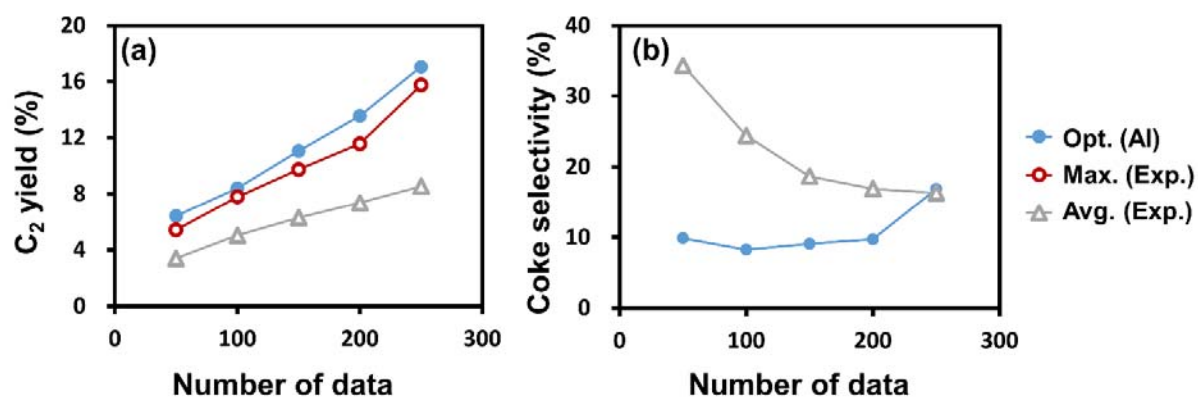 (a)
C₂ yield (%)
20
16
12
8
4
0
0 100 200 300
Number of data
(b)
Coke selectivity (%)
40
30
20
10
0
0 100 200 300
Number of data
Opt. (AI)
Max. (Exp.)
Avg. (Exp.)